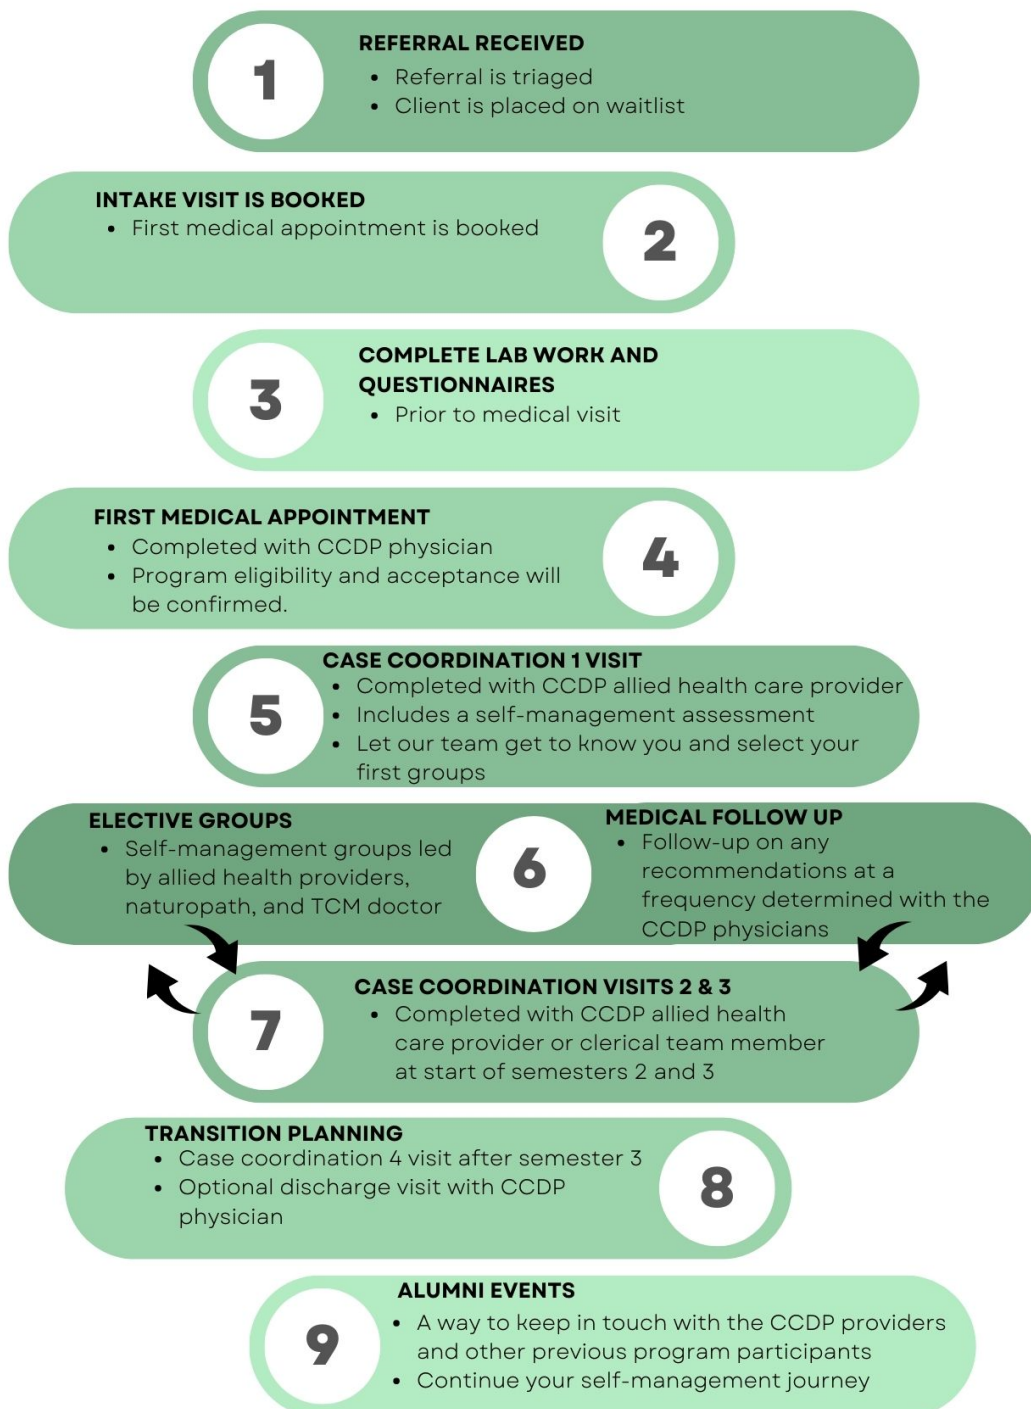 1
REFERRAL RECEIVED
• Referral is triaged
• Client is placed on waitlist
INTAKE VISIT IS BOOKED
• First medical appointment is booked
2
3
COMPLETE LAB WORK AND
QUESTIONNAIRES
• Prior to medical visit
FIRST MEDICAL APPOINTMENT
• Completed with CCDP physician
• Program eligibility and acceptance will
be confirmed.
4
5
CASE COORDINATION 1 VISIT
• Completed with CCDP allied health care provider
• Includes a self-management assessment
• Let our team get to know you and select your
first groups
ELECTIVE GROUPS
• Self-management groups led
by allied health providers,
naturopath, and TCM doctor
6
MEDICAL FOLLOW UP
• Follow-up on any
recommendations at a
frequency determined with the
CCDP physicians
7
CASE COORDINATION VISITS 2 & 3
• Completed with CCDP allied health
care provider or clerical team member
at start of semesters 2 and 3
TRANSITION PLANNING
• Case coordination 4 visit after semester 3
• Optional discharge visit with CCDP
physician
8
9
ALUMNI EVENTS
• A way to keep in touch with the CCDP providers
and other previous program participants
• Continue your self-management journey